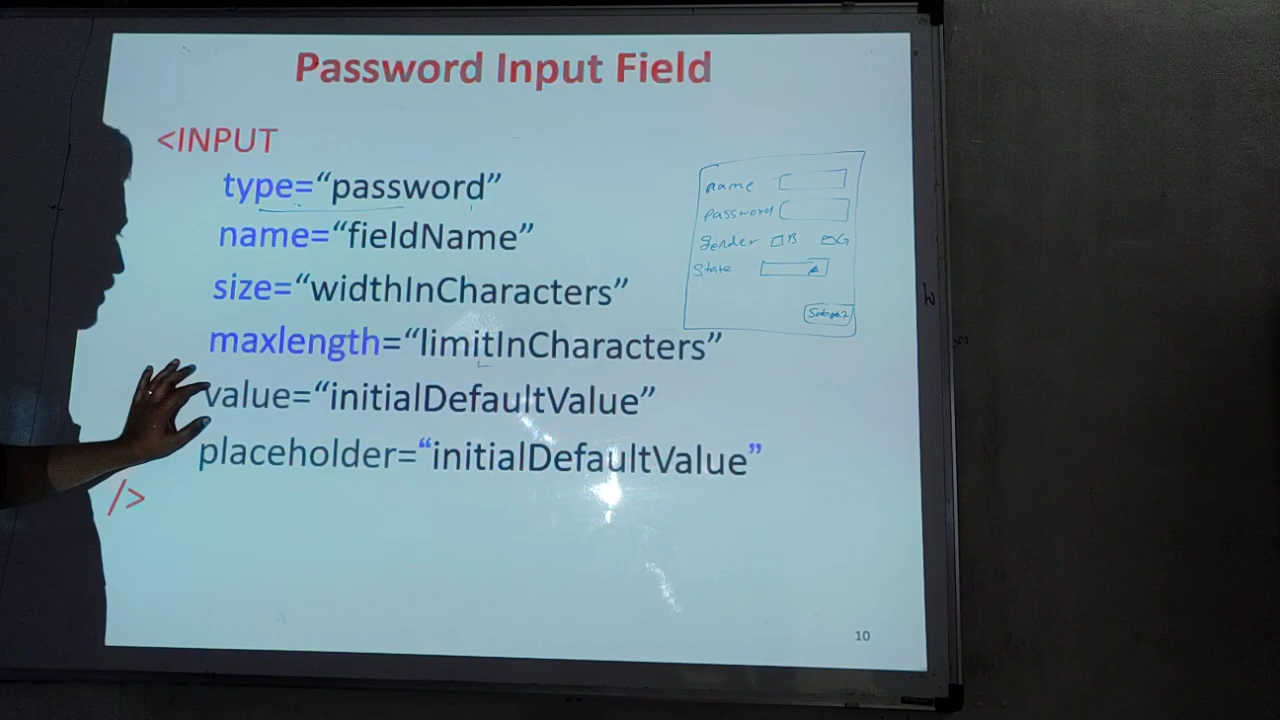 Password Input Field
<INPUT
type=“password”
name=“fieldName”
size=“widthInCharacters”
maxlength=“limitInCharacters”
value=“initialDefaultValue”
placeholder=“initialDefaultValue”
/>
name
password
gender B G
State
Submit
10